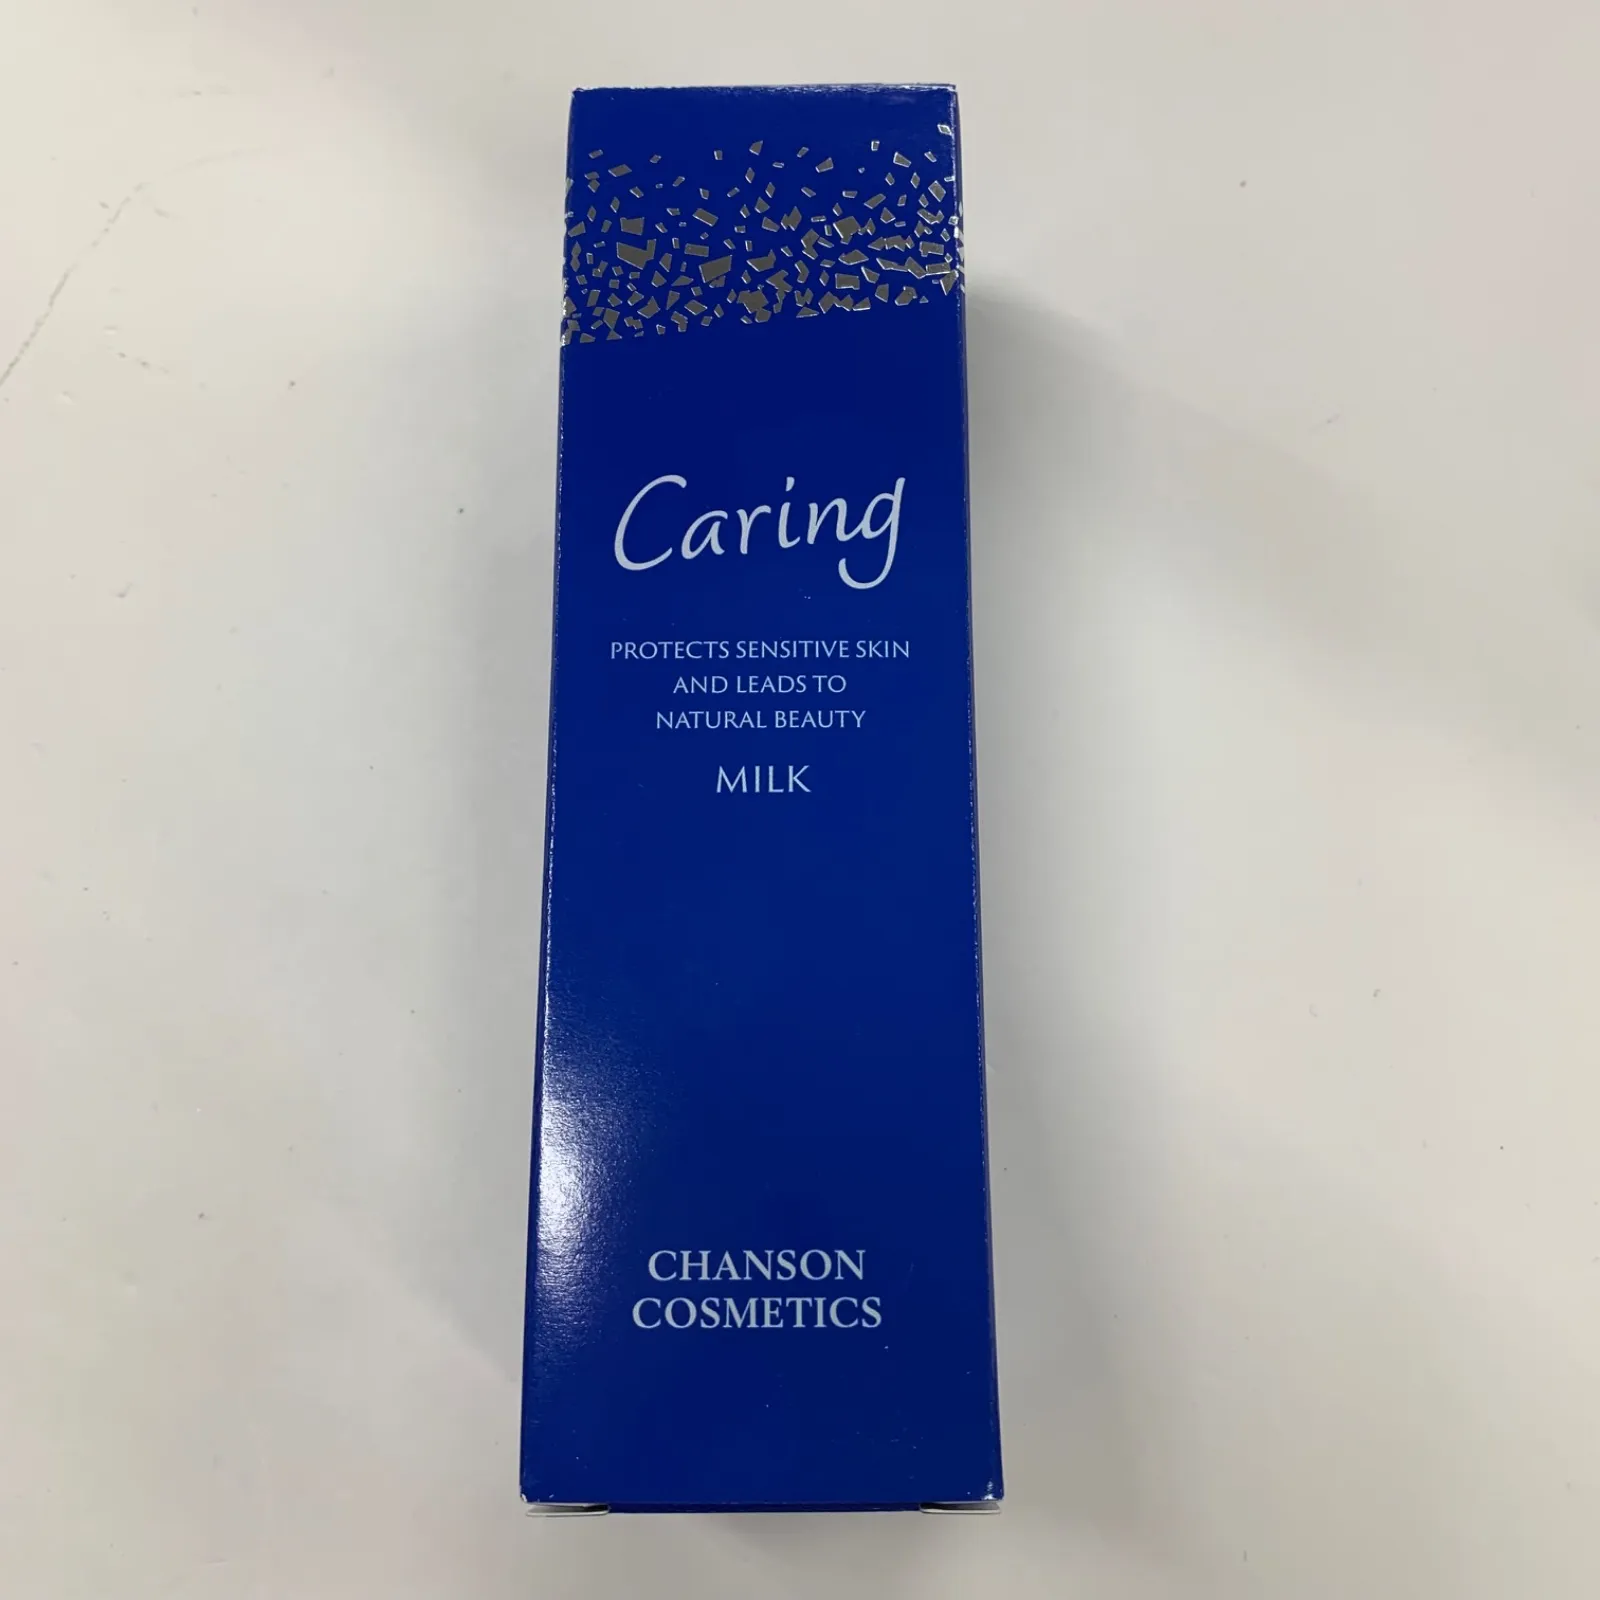 Caring
PROTECTS SENSITIVE SKIN
AND LEADS TO
NATURAL BEAUTY
MILK
CHANSON
COSMETICS